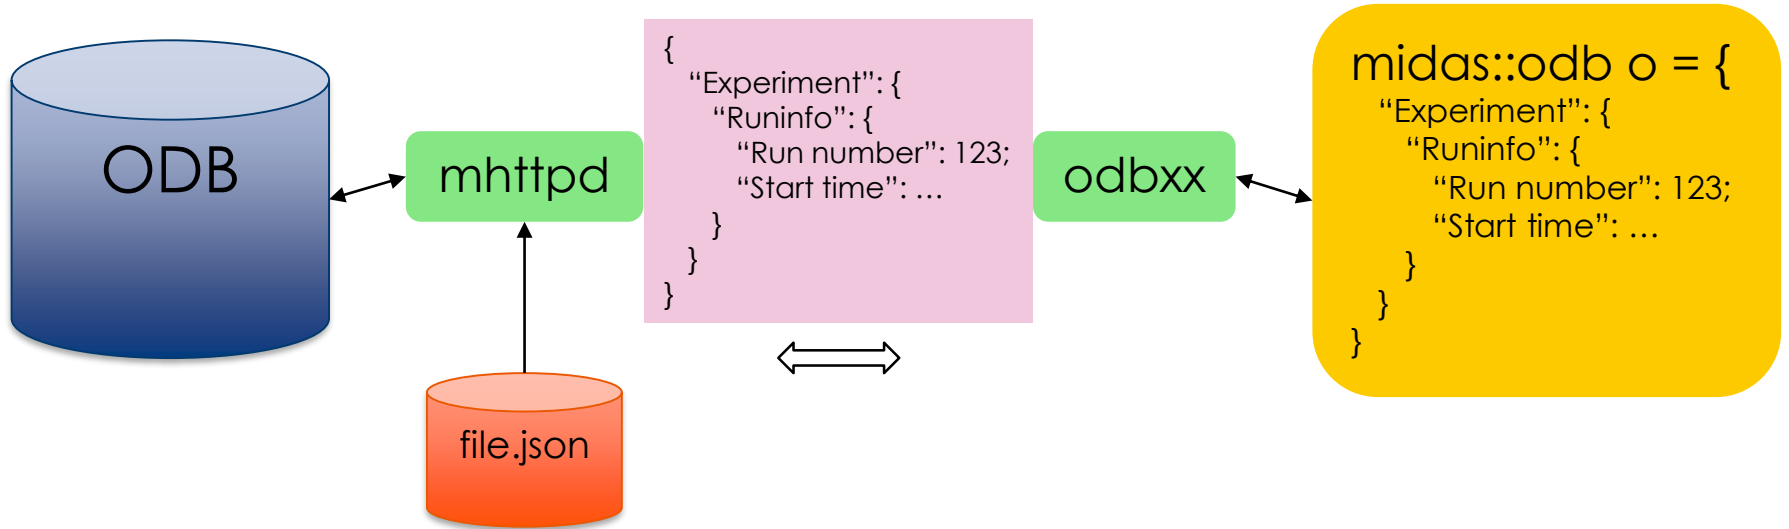 ODB
mhttpd
file.json
{
“Experiment”: {
“Runinfo”: {
“Run number”: 123;
“Start time”: …
}
}
}
odbxx
midas::odb o = {
“Experiment”: {
“Runinfo”: {
“Run number”: 123;
“Start time”: …
}
}
}